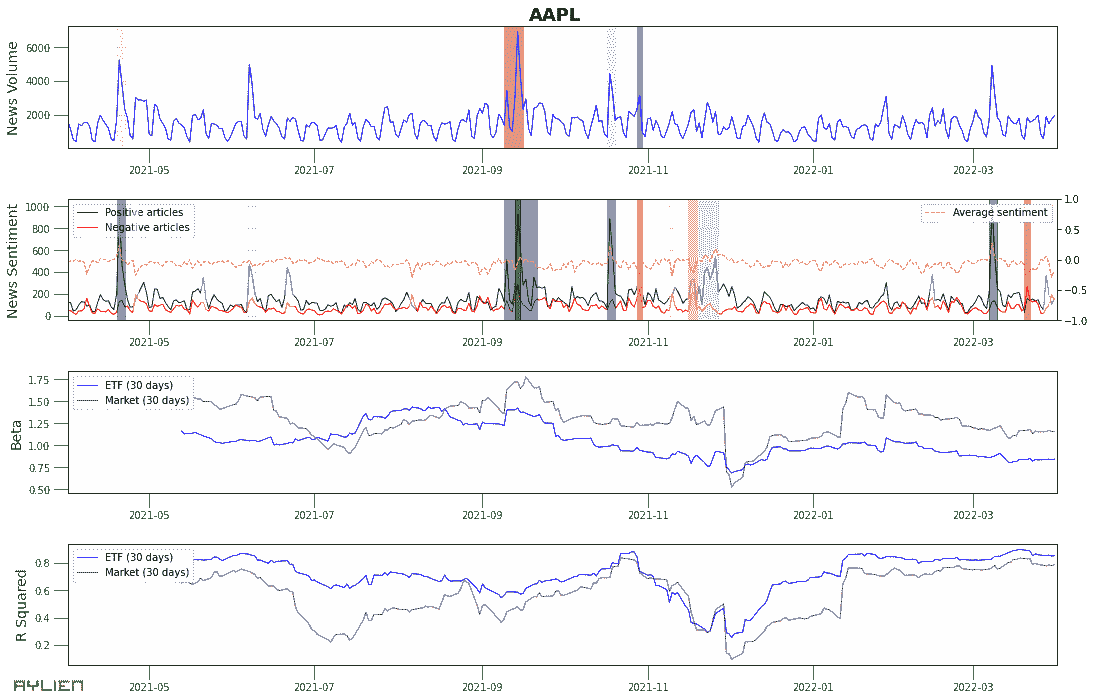 AAPL
News Volume
6000
4000
2000
2021-05 2021-07 2021-09 2021-11 2022-01 2022-03
News Sentiment
1000
800
600
400
200
0
Positive articles
Negative articles
Average sentiment
1.0
0.5
0.0
−0.5
−1.0
2021-05 2021-07 2021-09 2021-11 2022-01 2022-03
Beta
1.75
1.50
1.25
1.00
0.75
0.50
ETF (30 days)
Market (30 days)
2021-05 2021-07 2021-09 2021-11 2022-01 2022-03
R Squared
0.8
0.6
0.4
0.2
ETF (30 days)
Market (30 days)
2021-05 2021-07 2021-09 2021-11 2022-01 2022-03
AYLIEN